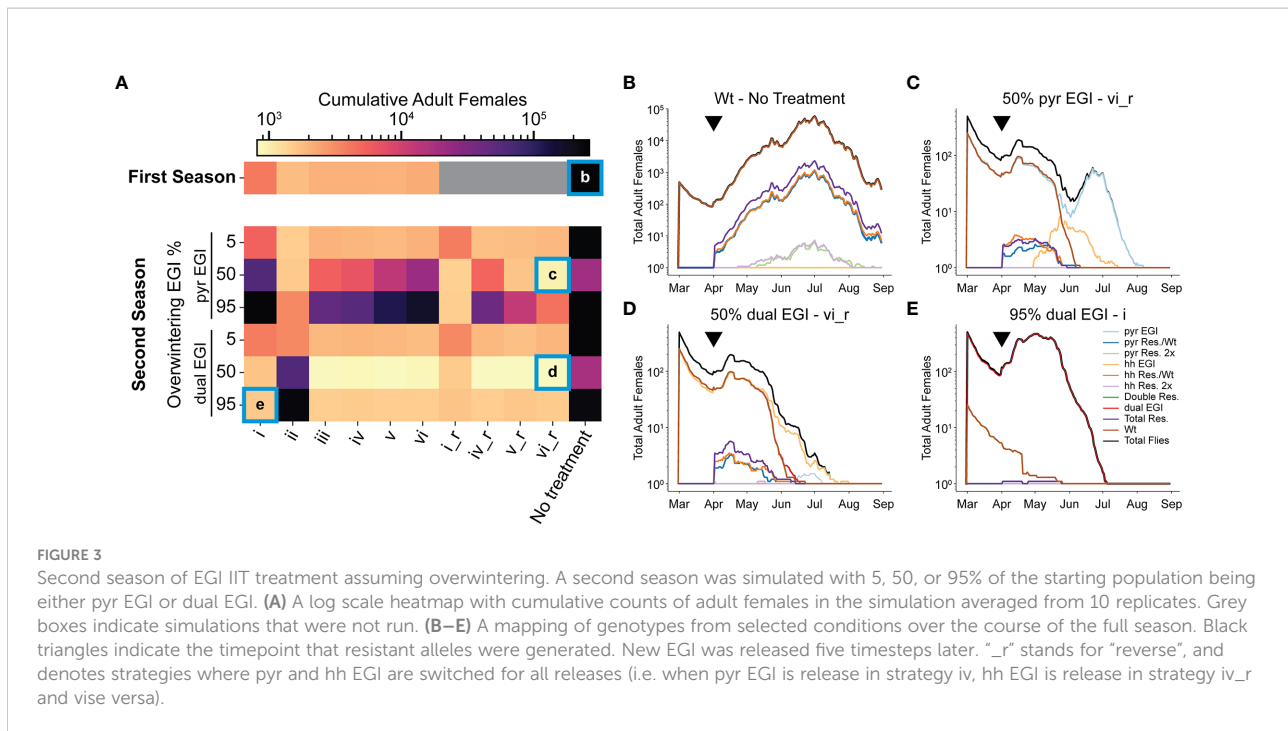 A
Cumulative Adult Females
10³ 10⁴ 10⁵
First Season
b
Second Season
Overwintering EGI %
pyr EGI
dual EGI
5
50
95
5
50
95
c
d
e
i ii iii iv v vi i_r iv_r v_r vi_r No treatment
B
Wt - No Treatment
Total Adult Females
10⁵
10⁴
10³
10²
10¹
10⁰
Mar Apr May Jun Jul Aug Sep
C
50% pyr EGI - vi_r
Total Adult Females
10²
10¹
10⁰
Mar Apr May Jun Jul Aug Sep
D
50% dual EGI - vi_r
Total Adult Females
10²
10¹
10⁰
Mar Apr May Jun Jul Aug Sep
E
95% dual EGI - i
Total Adult Females
10²
10¹
10⁰
Mar Apr May Jun Jul Aug Sep
pyr EGI
pyr Res./Wt
pyr Res. 2x
hh EGI
hh Res./Wt
hh Res. 2x
Double Res.
dual EGI
Total Res.
Wt
Total Flies
FIGURE 3
Second season of EGI IIT treatment assuming overwintering. A second season was simulated with 5, 50, or 95% of the starting population being
either pyr EGI or dual EGI. (A) A log scale heatmap with cumulative counts of adult females in the simulation averaged from 10 replicates. Grey
boxes indicate simulations that were not run. (B–E) A mapping of genotypes from selected conditions over the course of the full season. Black
triangles indicate the timepoint that resistant alleles were generated. New EGI was released five timesteps later. “_r” stands for “reverse”, and
denotes strategies where pyr and hh EGI are switched for all releases (i.e. when pyr EGI is release in strategy iv, hh EGI is release in strategy iv_r
and vise versa).